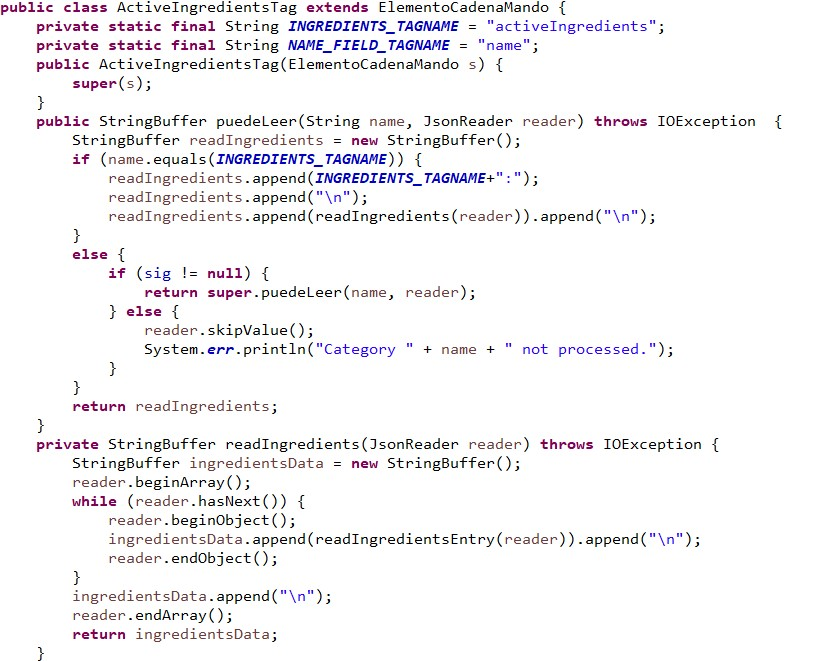 public class ActiveIngredientsTag extends ElementoCadenaMando {
    private static final String INGREDIENTS_TAGNAME = "activeIngredients";
    private static final String NAME_FIELD_TAGNAME = "name";
    public ActiveIngredientsTag(ElementoCadenaMando s) {
        super(s);
    }
    public StringBuffer puedeLeer(String name, JsonReader reader) throws IOException  {
        StringBuffer readIngredients = new StringBuffer();
        if (name.equals(INGREDIENTS_TAGNAME)) {
            readIngredients.append(INGREDIENTS_TAGNAME+":");
            readIngredients.append("\n");
            readIngredients.append(readIngredients(reader)).append("\n");
        }
        else {
            if (sig != null) {
                return super.puedeLeer(name, reader);
            } else {
                reader.skipValue();
                System.err.println("Category " + name + " not processed.");
            }
        }
        return readIngredients;
    }
    private StringBuffer readIngredients(JsonReader reader) throws IOException {
        StringBuffer ingredientsData = new StringBuffer();
        reader.beginArray();
        while (reader.hasNext()) {
            reader.beginObject();
            ingredientsData.append(readIngredientsEntry(reader)).append("\n");
            reader.endObject();
        }
        ingredientsData.append("\n");
        reader.endArray();
        return ingredientsData;
    }